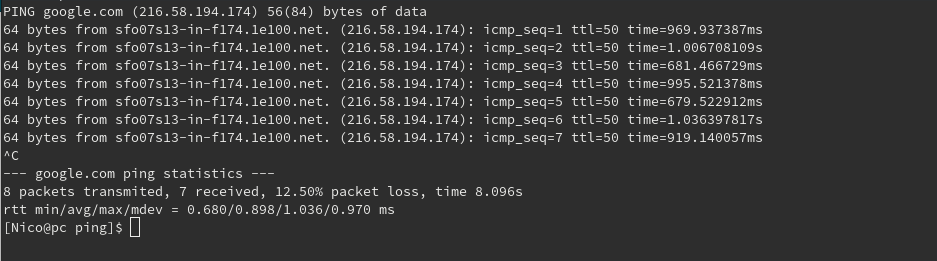 PING google.com (216.58.194.174) 56(84) bytes of data
64 bytes from sfo07s13-in-f174.1e100.net. (216.58.194.174): icmp_seq=1 ttl=50 time=969.937387ms
64 bytes from sfo07s13-in-f174.1e100.net. (216.58.194.174): icmp_seq=2 ttl=50 time=1.006708109s
64 bytes from sfo07s13-in-f174.1e100.net. (216.58.194.174): icmp_seq=3 ttl=50 time=681.466729ms
64 bytes from sfo07s13-in-f174.1e100.net. (216.58.194.174): icmp_seq=4 ttl=50 time=995.521378ms
64 bytes from sfo07s13-in-f174.1e100.net. (216.58.194.174): icmp_seq=5 ttl=50 time=679.522912ms
64 bytes from sfo07s13-in-f174.1e100.net. (216.58.194.174): icmp_seq=6 ttl=50 time=1.036397817s
64 bytes from sfo07s13-in-f174.1e100.net. (216.58.194.174): icmp_seq=7 ttl=50 time=919.140057ms
^C
--- google.com ping statistics ---
8 packets transmited, 7 received, 12.50% packet loss, time 8.096s
rtt min/avg/max/mdev = 0.680/0.898/1.036/0.970 ms
[Nico@pc ping]$